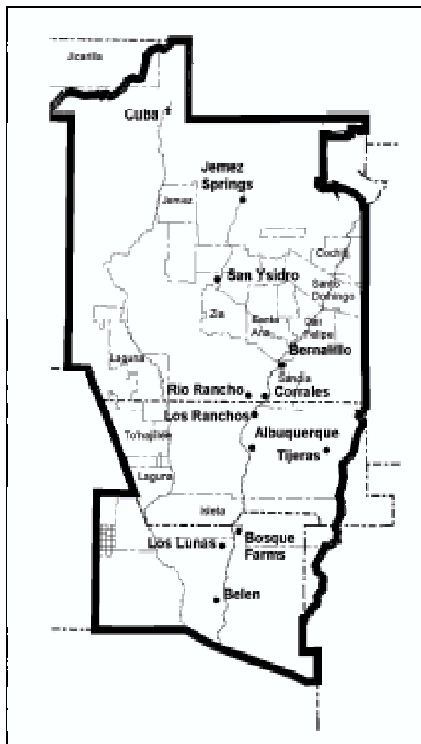 Jicarilla
Cuba
Jemez
Springs
Jemez
Cochiti
San Ysidro
Santo
Domingo
Zia
Santa
Ana
San
Felipe
Bernalillo
Laguna
Sandia
Rio Rancho
Corrales
Los Ranchos
Albuquerque
To'hajiilee
Tijeras
Laguna
Isleta
Los Lunas
Bosque
Farms
Belen